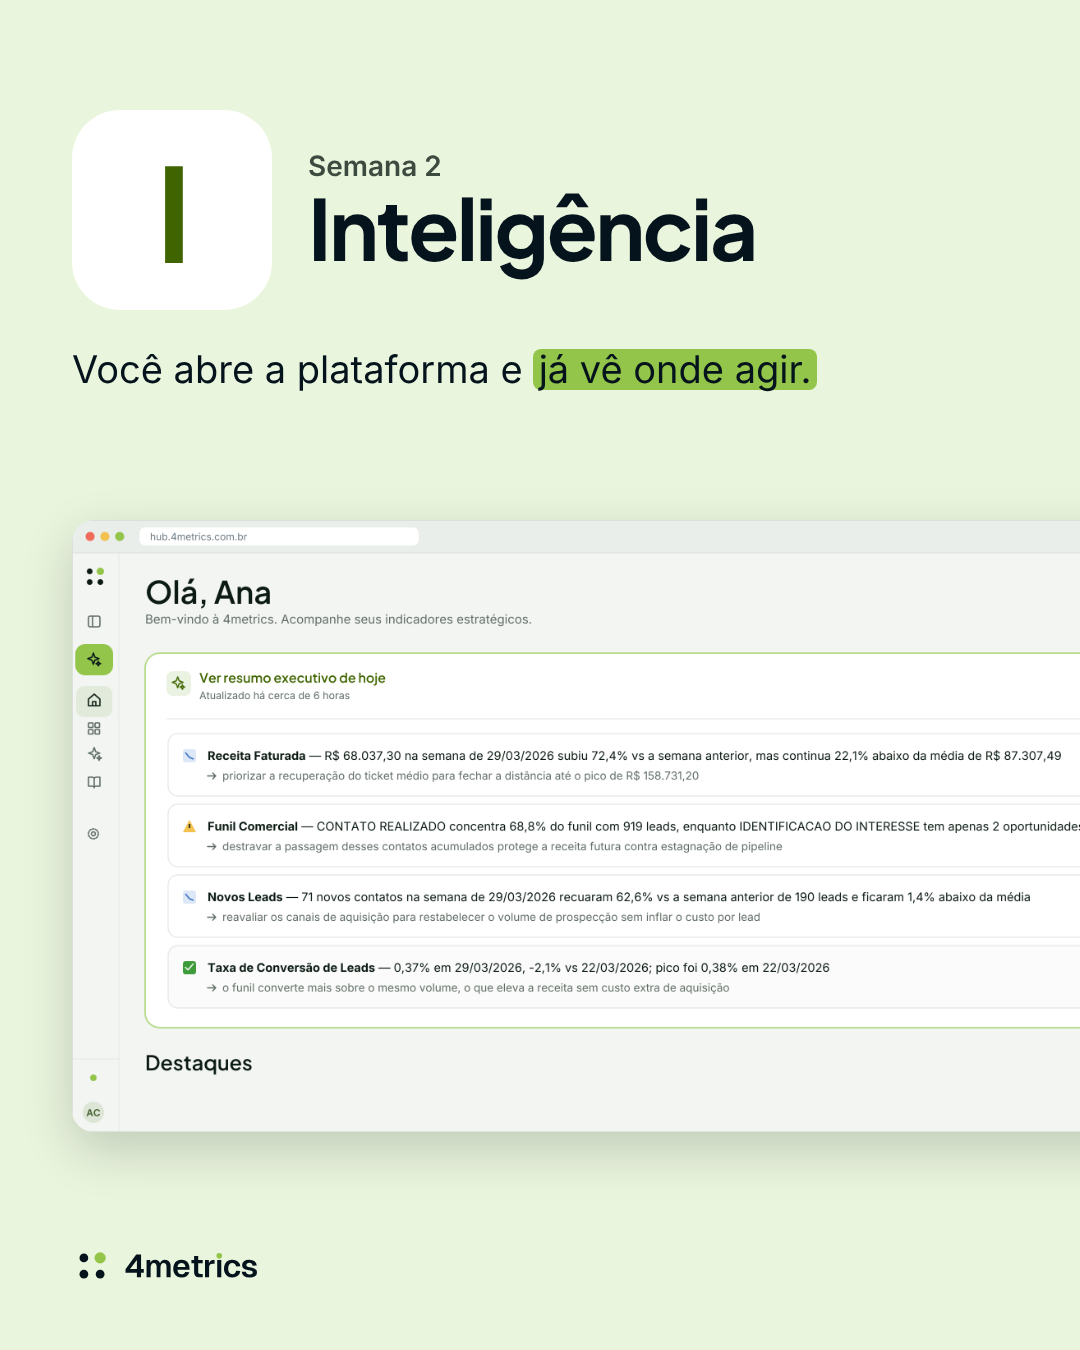 I
Semana 2
Inteligência
Você abre a plataforma e já vê onde agir.
hub.4metrics.com.br
Olá, Ana
Bem-vindo à 4metrics. Acompanhe seus indicadores estratégicos.
Ver resumo executivo de hoje
Atualizado há cerca de 6 horas
Receita Faturada — R$ 68.037,30 na semana de 29/03/2026 subiu 72,4% vs a semana anterior, mas continua 22,1% abaixo da média de R$ 87.307,49
→ priorizar a recuperação do ticket médio para fechar a distância até o pico de R$ 158.731,20
Funil Comercial — CONTATO REALIZADO concentra 68,8% do funil com 919 leads, enquanto IDENTIFICACAO DO INTERESSE tem apenas 2 oportunidades
→ destravar a passagem desses contatos acumulados protege a receita futura contra estagnação de pipeline
Novos Leads — 71 novos contatos na semana de 29/03/2026 recuaram 62,6% vs a semana anterior de 190 leads e ficaram 1,4% abaixo da média
→ reavaliar os canais de aquisição para restabelecer o volume de prospecção sem inflar o custo por lead
Taxa de Conversão de Leads — 0,37% em 29/03/2026, -2,1% vs 22/03/2026; pico foi 0,38% em 22/03/2026
→ o funil converte mais sobre o mesmo volume, o que eleva a receita sem custo extra de aquisição
Destaques
AC
4metrics